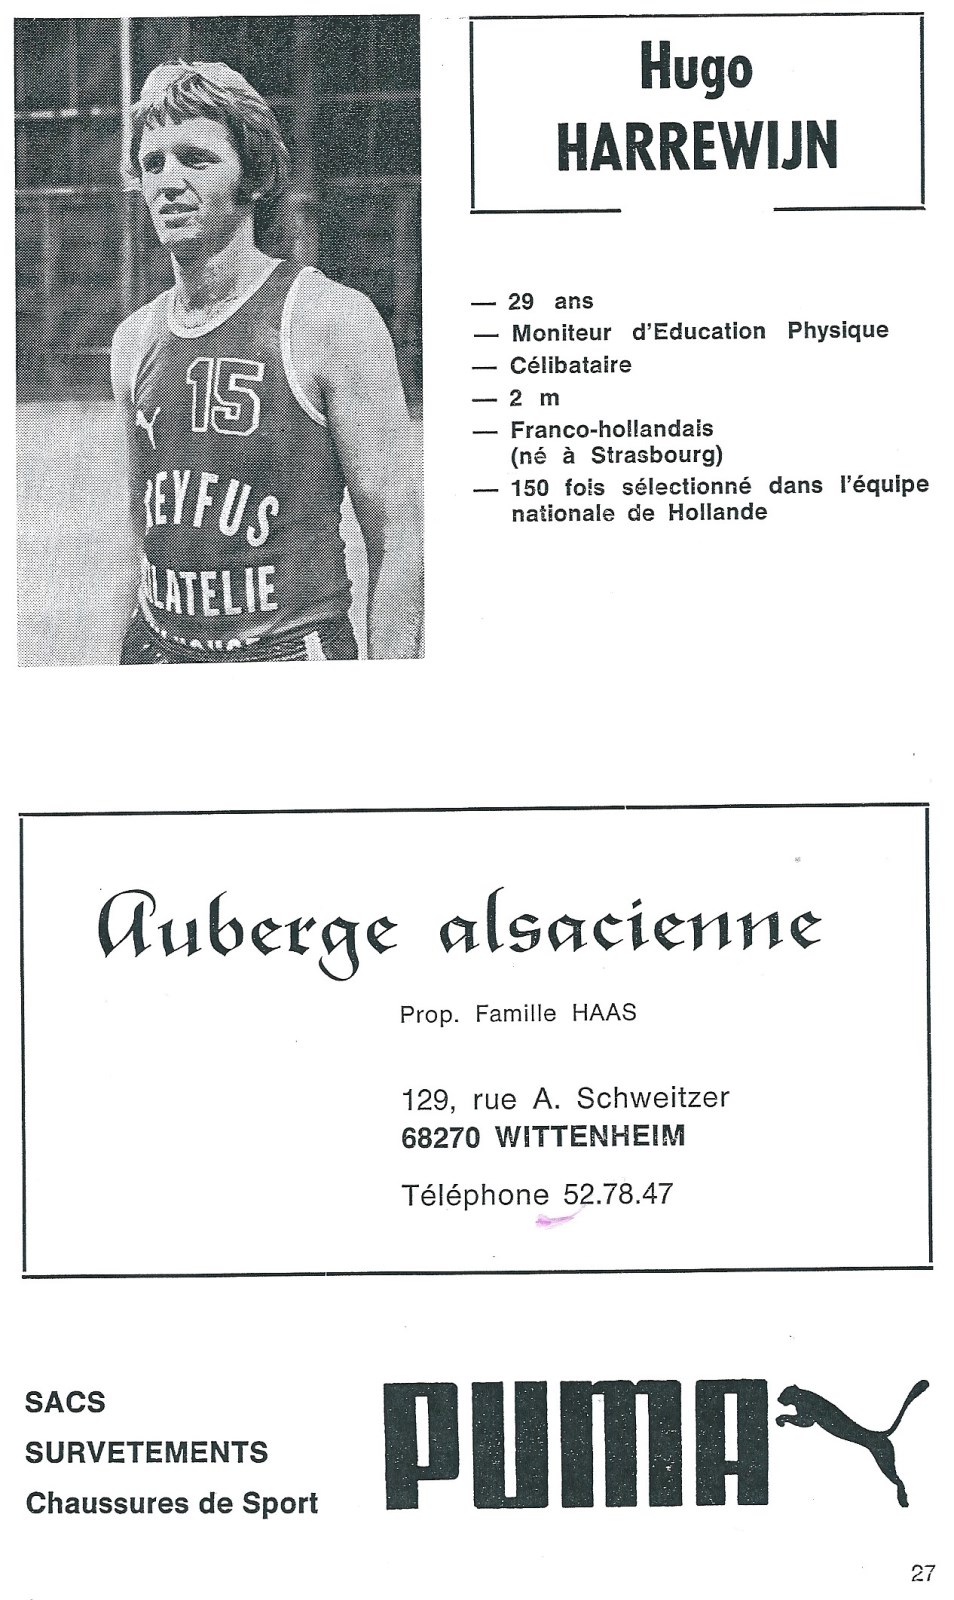 Hugo
HARREWIJN
— 29 ans
— Moniteur d'Education Physique
— Célibataire
— 2 m
— Franco-hollandais
(né à Strasbourg)
— 150 fois sélectionné dans l'équipe
nationale de Hollande
15
REYFUS
LATELIE
Auberge alsacienne
Prop. Famille HAAS
129, rue A. Schweitzer
68270 WITTENHEIM
Téléphone 52.78.47
SACS
SURVETEMENTS
Chaussures de Sport
PUMA
27